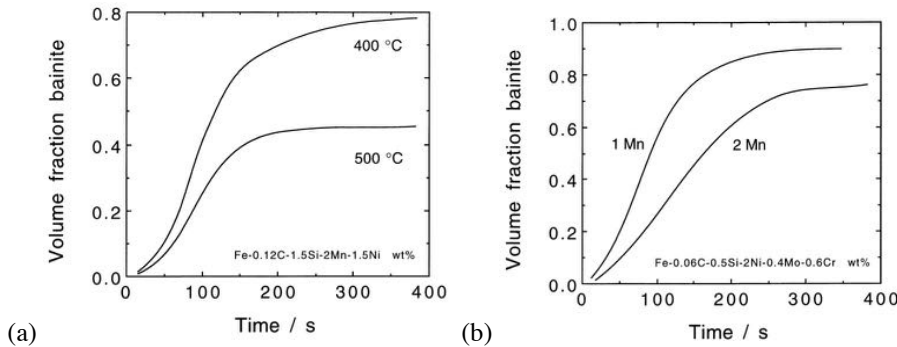 (a)
Volume fraction bainite
0.8
0.6
0.4
0.2
0.0
400 °C
500 °C
Fe-0.12C-1.5Si-2Mn-1.5Ni wt%
0 100 200 300 400
Time / s
(b)
Volume fraction bainite
1.0
0.8
0.6
0.4
0.2
0.0
1 Mn
2 Mn
Fe-0.06C-0.5Si-2Ni-0.4Mo-0.6Cr wt%
0 100 200 300 400
Time / s